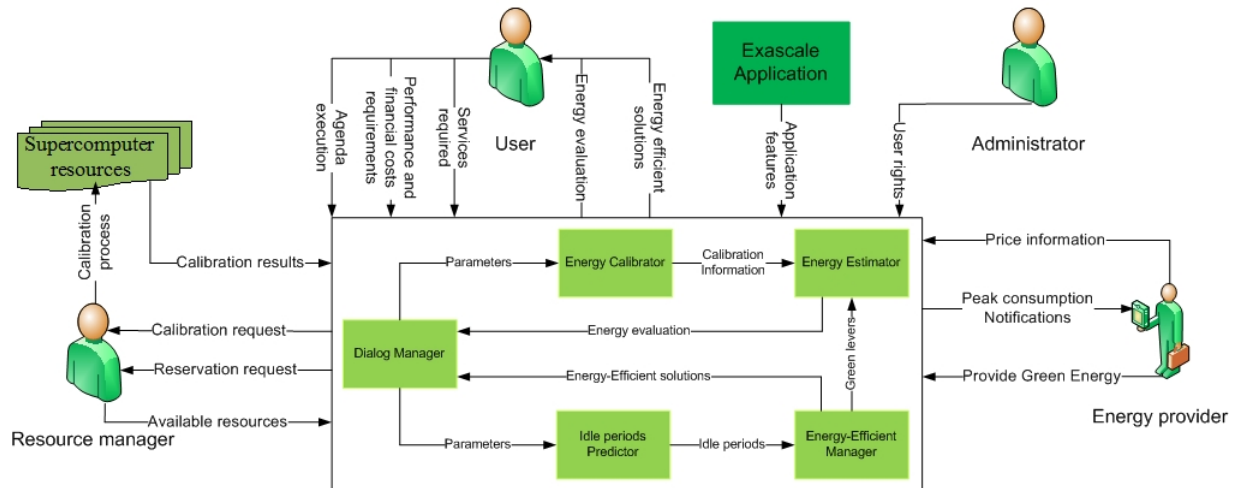 Exascale
Application
User
Administrator
Supercomputer
resources
Agenda
execution
Performance and
financial costs
requirements
Services
required
Energy evaluation
Energy efficient
solutions
Application
features
User rights
Calibration
process
Calibration results
Calibration request
Reservation request
Available resources
Resource manager
Parameters
Energy Calibrator
Calibration
Information
Energy Estimator
Energy evaluation
Dialog Manager
Energy-Efficient solutions
Green levers
Parameters
Idle periods
Predictor
Idle periods
Energy-Efficient
Manager
Price information
Peak consumption
Notifications
Provide Green Energy
Energy provider